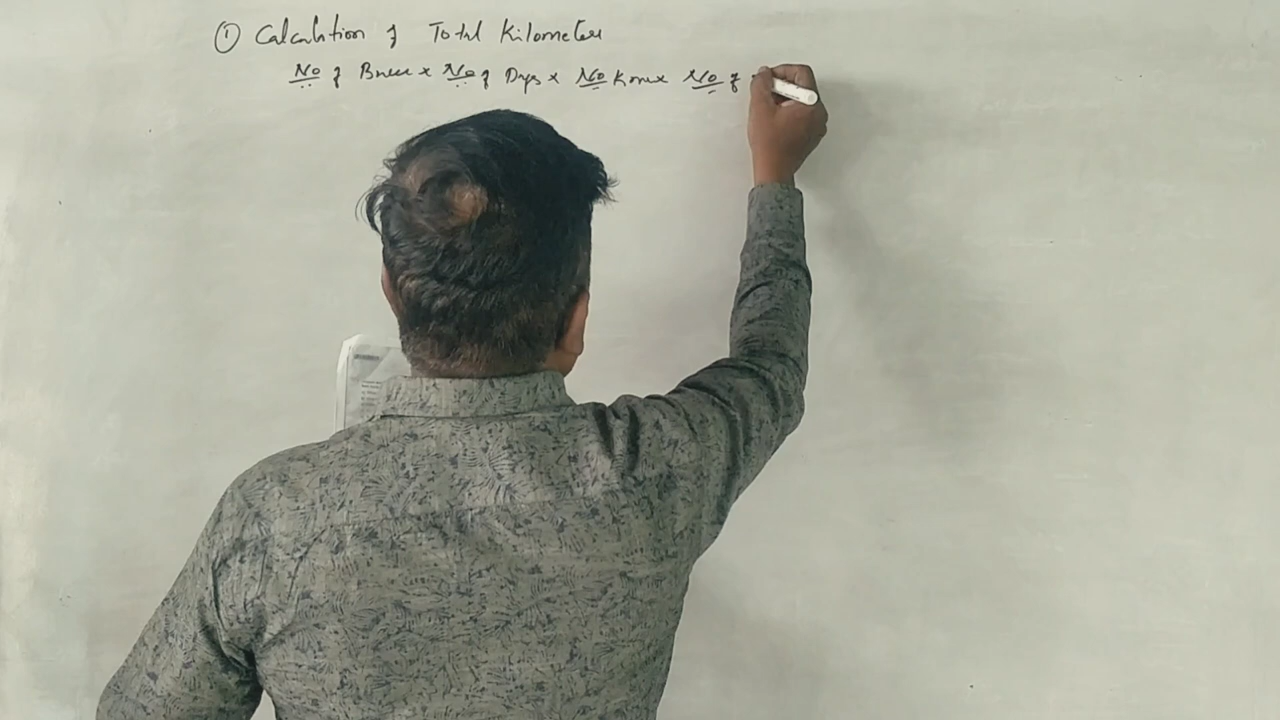 ① Calculation of Total Kilometers
No of Buses × No of Days × No Kms × No of